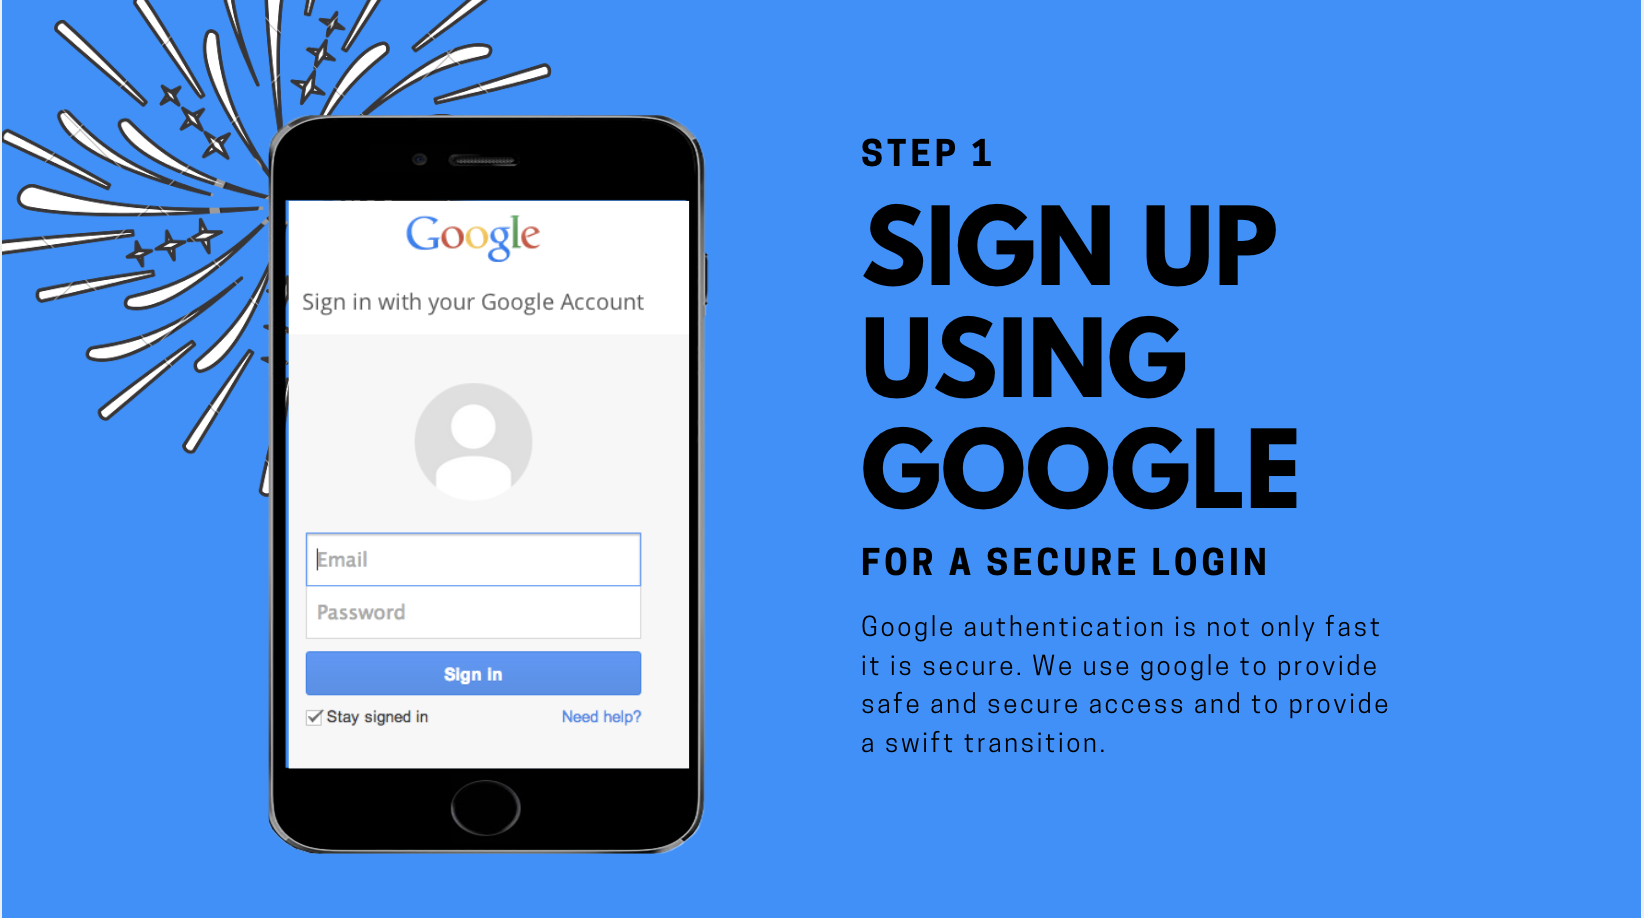 Google
Sign in with your Google Account
Email
Password
Sign In
Stay signed in
Need help?
STEP 1
SIGN UP
USING
GOOGLE
FOR A SECURE LOGIN
Google authentication is not only fast
it is secure. We use google to provide
safe and secure access and to provide
a swift transition.